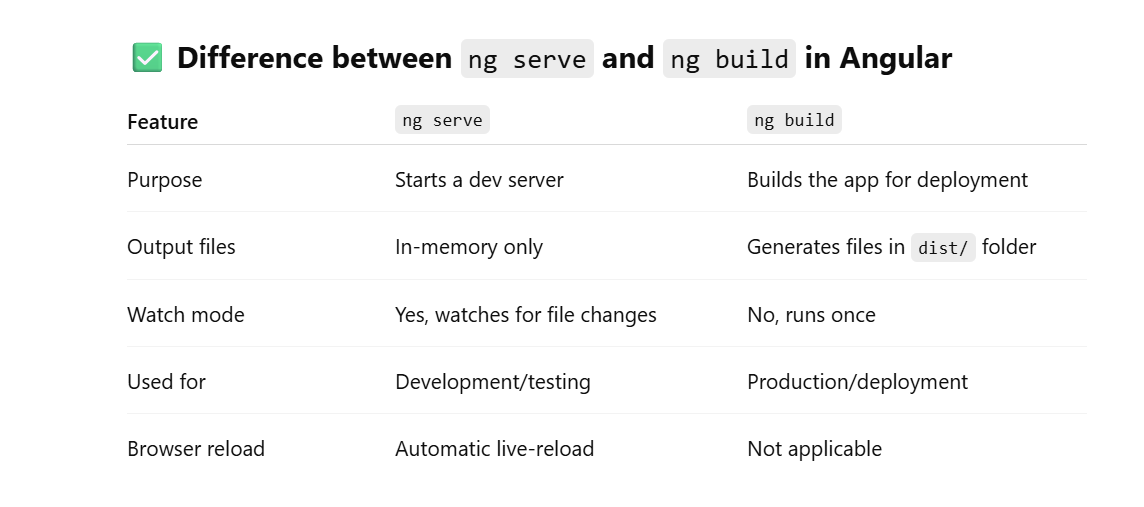 ✅ Difference between ng serve and ng build in Angular
Feature ng serve ng build
Purpose Starts a dev server Builds the app for deployment
Output files In-memory only Generates files in dist/ folder
Watch mode Yes, watches for file changes No, runs once
Used for Development/testing Production/deployment
Browser reload Automatic live-reload Not applicable